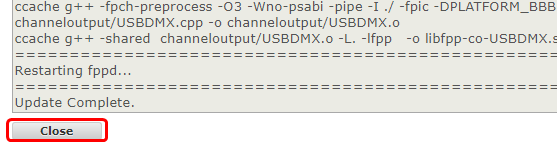 ccache g++ -fpch-preprocess -O3 -Wno-psabi -pipe -I ./ -fpic -DPLATFORM_BBB
channeloutput/USBDMX.cpp -o channeloutput/USBDMX.o
ccache g++ -shared channeloutput/USBDMX.o -L. -lfpp -o libfpp-co-USBDMX.s
==========================================================
Restarting fppd...
==========================================================
Update Complete.
Close